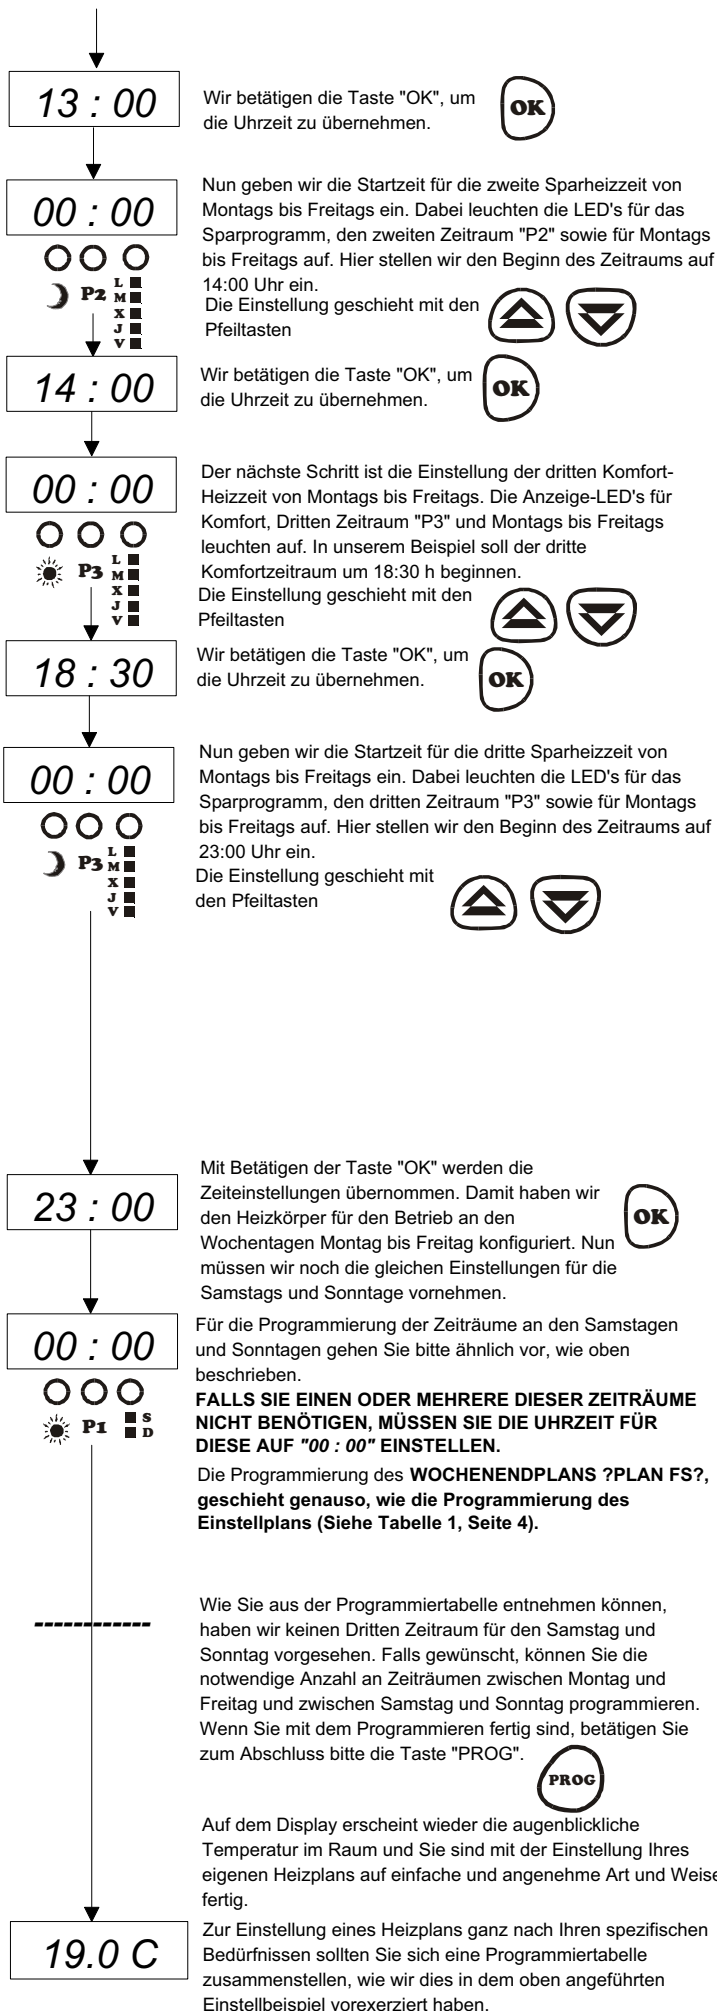 13 : 00
Wir betätigen die Taste "OK", um
die Uhrzeit zu übernehmen.
OK
00 : 00
P2
L
M
X
J
V
Nun geben wir die Startzeit für die zweite Sparheizzeit von
Montags bis Freitags ein. Dabei leuchten die LED's für das
Sparprogramm, den zweiten Zeitraum "P2" sowie für Montags
bis Freitags auf. Hier stellen wir den Beginn des Zeitraums auf
14:00 Uhr ein.
Die Einstellung geschieht mit den
Pfeiltasten
14 : 00
Wir betätigen die Taste "OK", um
die Uhrzeit zu übernehmen.
OK
00 : 00
P3
L
M
X
J
V
Der nächste Schritt ist die Einstellung der dritten Komfort-
Heizzeit von Montags bis Freitags. Die Anzeige-LED's für
Komfort, Dritten Zeitraum "P3" und Montags bis Freitags
leuchten auf. In unserem Beispiel soll der dritte
Komfortzeitraum um 18:30 h beginnen.
Die Einstellung geschieht mit den
Pfeiltasten
18 : 30
Wir betätigen die Taste "OK", um
die Uhrzeit zu übernehmen.
OK
00 : 00
P3
L
M
X
J
V
Nun geben wir die Startzeit für die dritte Sparheizzeit von
Montags bis Freitags ein. Dabei leuchten die LED's für das
Sparprogramm, den dritten Zeitraum "P3" sowie für Montags
bis Freitags auf. Hier stellen wir den Beginn des Zeitraums auf
23:00 Uhr ein.
Die Einstellung geschieht mit
den Pfeiltasten
23 : 00
Mit Betätigen der Taste "OK" werden die
Zeiteinstellungen übernommen. Damit haben wir
den Heizkörper für den Betrieb an den
Wochentagen Montag bis Freitag konfiguriert. Nun
müssen wir noch die gleichen Einstellungen für die
Samstags und Sonntage vornehmen.
OK
00 : 00
P1
S
D
Für die Programmierung der Zeiträume an den Samstagen
und Sonntagen gehen Sie bitte ähnlich vor, wie oben
beschrieben.
FALLS SIE EINEN ODER MEHRERE DIESER ZEITRÄUME
NICHT BENÖTIGEN, MÜSSEN SIE DIE UHRZEIT FÜR
DIESE AUF "00 : 00" EINSTELLEN.
Die Programmierung des WOCHENENDPLANS ?PLAN FS?,
geschieht genauso, wie die Programmierung des
Einstellplans (Siehe Tabelle 1, Seite 4).
------------
Wie Sie aus der Programmiertabelle entnehmen können,
haben wir keinen Dritten Zeitraum für den Samstag und
Sonntag vorgesehen. Falls gewünscht, können Sie die
notwendige Anzahl an Zeiträumen zwischen Montag und
Freitag und zwischen Samstag und Sonntag programmieren.
Wenn Sie mit dem Programmieren fertig sind, betätigen Sie
zum Abschluss bitte die Taste "PROG".
PROG
Auf dem Display erscheint wieder die augenblickliche
Temperatur im Raum und Sie sind mit der Einstellung Ihres
eigenen Heizplans auf einfache und angenehme Art und Weise
fertig.
19.0 C
Zur Einstellung eines Heizplans ganz nach Ihren spezifischen
Bedürfnissen sollten Sie sich eine Programmiertabelle
zusammenstellen, wie wir dies in dem oben angeführten
Einstellbeispiel vorexerziert haben.